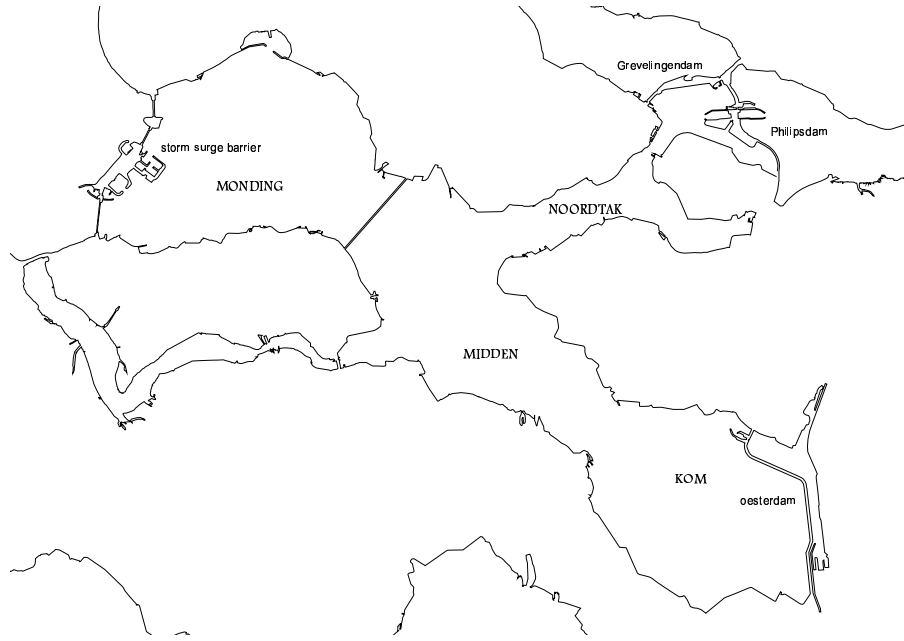 Grevelingendam
Philipsdam
storm surge barrier
MONDING
NOORDTAK
MIDDEN
KOM
oesterdam